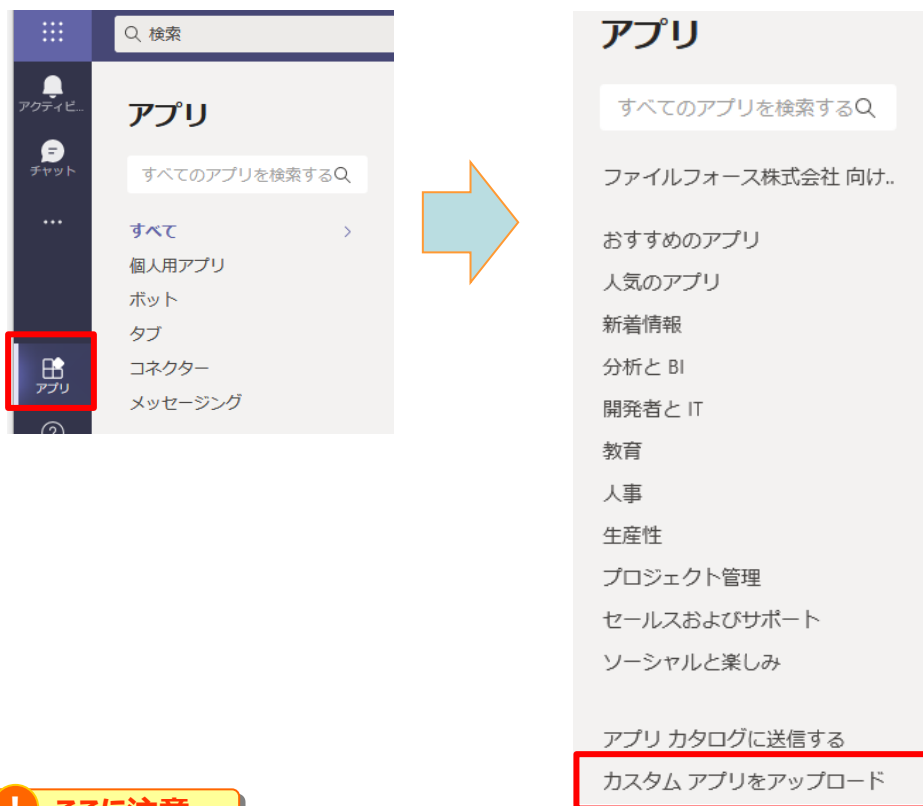 検索
アクティビ...
チャット
アプリ
アプリ
すべてのアプリを検索する
すべて
個人用アプリ
ボット
タブ
コネクター
メッセージング
アプリ
すべてのアプリを検索する
ファイルフォース株式会社 向け..
おすすめのアプリ
人気のアプリ
新着情報
分析と BI
開発者と IT
教育
人事
生産性
プロジェクト管理
セールスおよびサポート
ソーシャルと楽しみ
アプリ カタログに送信する
カスタム アプリをアップロード
ここに注意